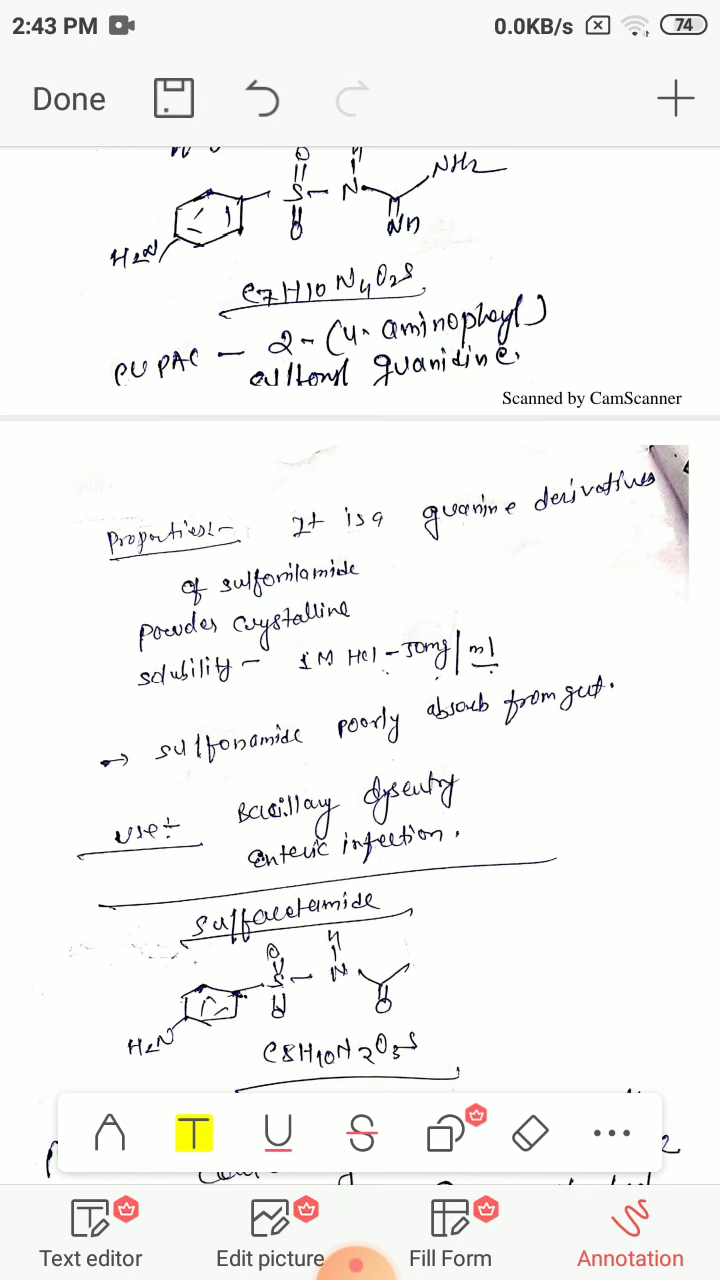 2:43 PM
0.0KB/s
74
Done
O
H
NH2
S
N
O
NH
H2N
C7H10N4O2S
IUPAC - 2-(4-aminopheyl)
sulfonyl guanidine.
Scanned by CamScanner
Properties:- It is a guanine derivatives
of sulfonilamide
powder crystalline
solubility - 1M HCl - 50mg/ml
→ sulfonamide poorly absorb from gut.
use:- Bacillary dysentry
Enteric infection.
Sulfacetamide
O
H
S
N
O
O
H2N
C8H10N2O3S
T
U
S
Text editor
Edit picture
Fill Form
Annotation